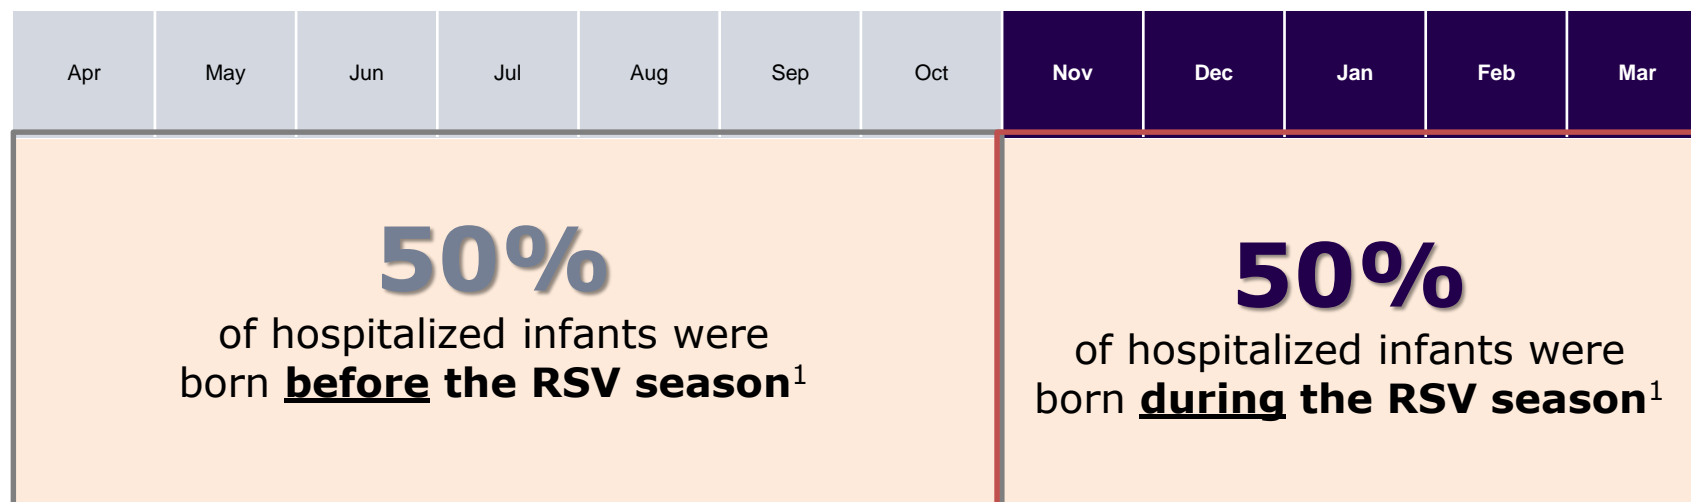 Apr May Jun Jul Aug Sep Oct Nov Dec Jan Feb Mar
50%
of hospitalized infants were
born before the RSV season1
50%
of hospitalized infants were
born during the RSV season1